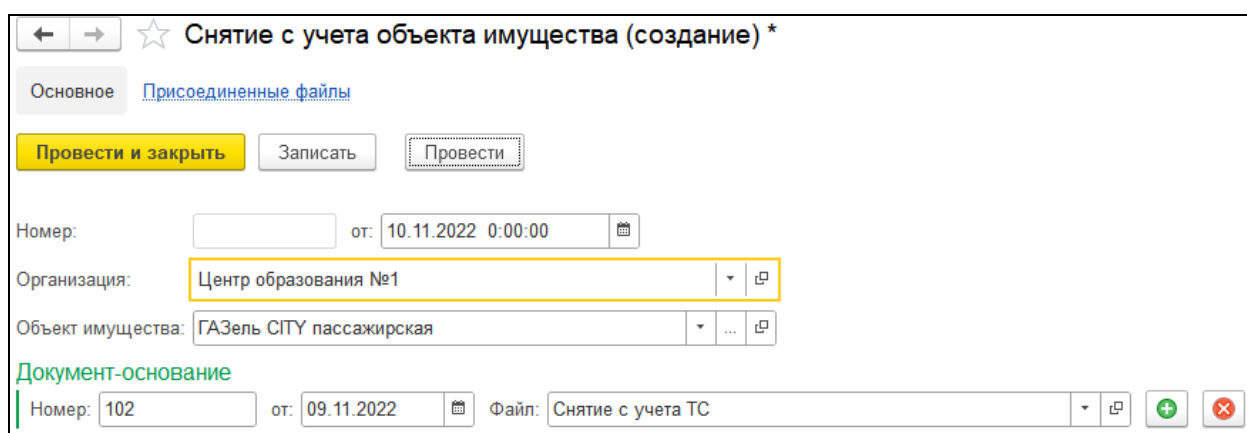 Снятие с учета объекта имущества (создание) *
Основное Присоединенные файлы
Провести и закрыть Записать Провести
Номер: от: 10.11.2022 0:00:00
Организация: Центр образования №1
Объект имущества: ГАЗель CITY пассажирская ...
Документ-основание
Номер: 102 от: 09.11.2022 Файл: Снятие с учета ТС